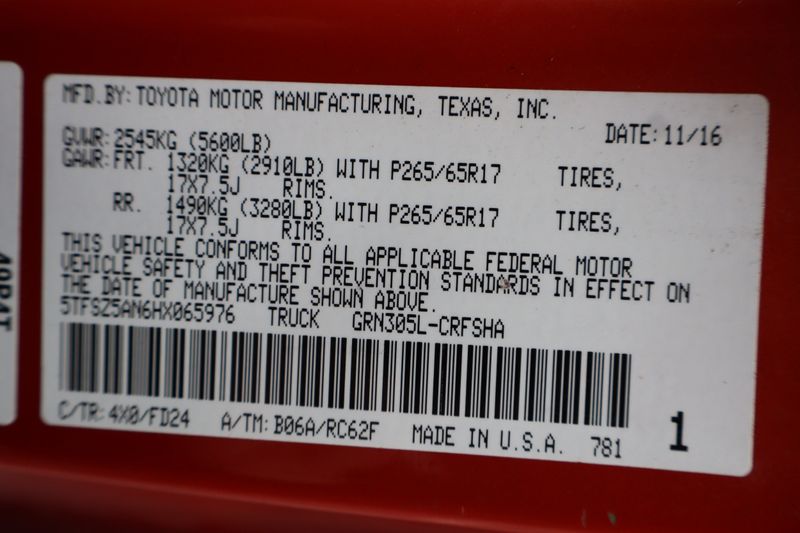 MFD.BY: TOYOTA MOTOR MANUFACTURING, TEXAS, INC.
DATE: 11/16
GVWR: 2545KG (5600LB)
GAWR: FRT. 1320KG (2910LB) WITH P265/65R17 TIRES,
17X7.5J RIMS.
RR. 1490KG (3280LB) WITH P265/65R17 TIRES,
17X7.5J RIMS.
THIS VEHICLE CONFORMS TO ALL APPLICABLE FEDERAL MOTOR
VEHICLE SAFETY AND THEFT PREVENTION STANDARDS IN EFFECT ON
THE DATE OF MANUFACTURE SHOWN ABOVE.
5TFSZ5AN6HX065976 TRUCK GRN305L-CRFSHA
C/TR: 4X0/FD24 A/TM: B06A/RC62F MADE IN U.S.A. 781
1